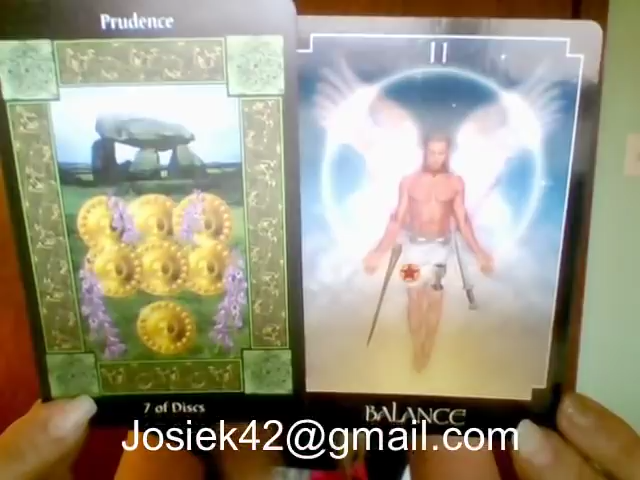 Prudence
II
7 of Discs
BALANCE
Josiek42@gmail.com